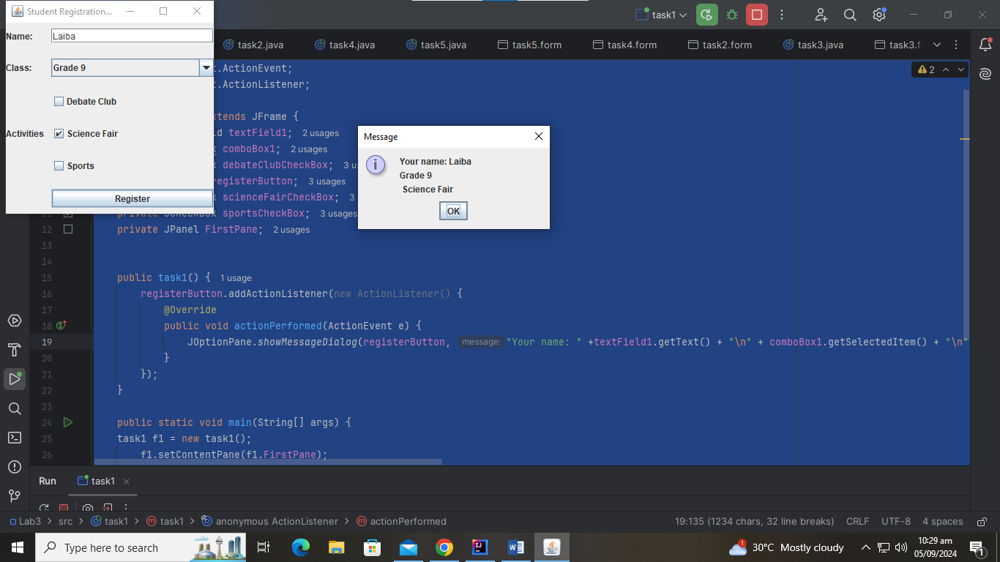 Student Registration...
Name:
Laiba
Class:
Grade 9
Debate Club
Activities
Science Fair
Sports
Register
task1
task2.java
task4.java
task5.java
task5.form
task4.form
task2.form
task3.java
task3.f
2
t.ActionEvent;
t.ActionListener;
xtends JFrame {
ld textField1; 2 usages
x comboBox1; 2 usages
x debateClubCheckBox; 3 u
registerButton; 3 usages
x scienceFairCheckBox; 3
11 private JCheckBox sportsCheckBox; 3 usages
12 private JPanel FirstPane; 2 usages
13
14
15 public task1() { 1 usage
16 registerButton.addActionListener(new ActionListener() {
17 @Override
18 public void actionPerformed(ActionEvent e) {
19 JOptionPane.showMessageDialog(registerButton, message: "Your name: " +textField1.getText() + "\n" + comboBox1.getSelectedItem() + "\n"
20 }
21 });
22 }
23
24 public static void main(String[] args) {
25 task1 f1 = new task1();
26 f1.setContentPane(f1.FirstPane);
Message
Your name: Laiba
Grade 9
Science Fair
OK
Run task1
Lab3 > src > task1 > task1 > anonymous ActionListener > actionPerformed
19:135 (1234 chars, 32 line breaks) CRLF UTF-8 4 spaces
Type here to search
1
30°C Mostly cloudy
10:29 am
05/09/2024
1